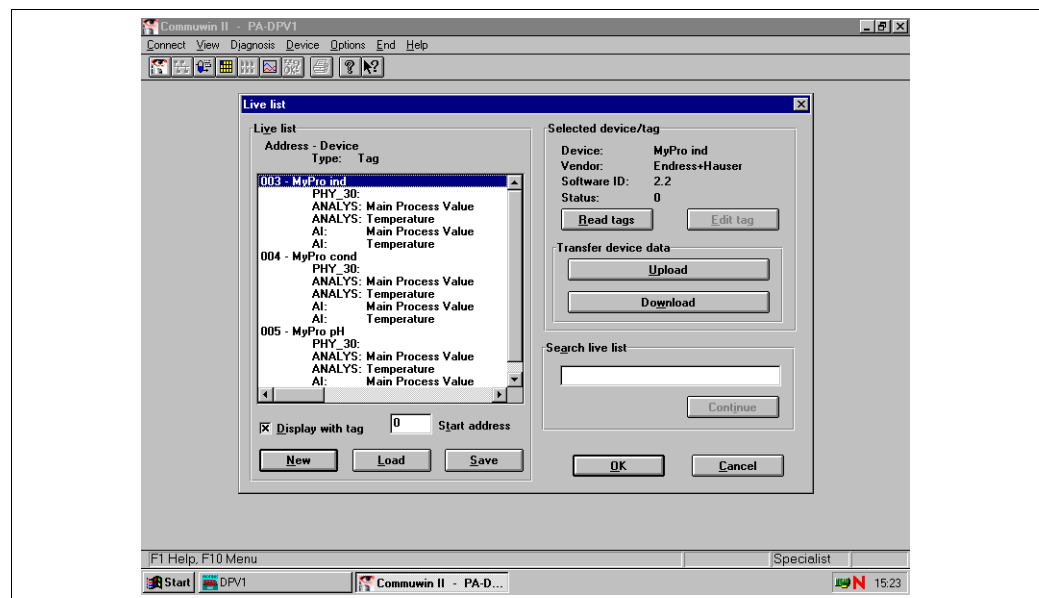 Commuwin II - PA-DPV1
Connect View Diagnosis Device Options End Help
Live list
Live list
Address - Device
Type: Tag
003 - MyPro ind
PHY_30:
ANALYS: Main Process Value
ANALYS: Temperature
AI: Main Process Value
AI: Temperature
004 - MyPro cond
PHY_30:
ANALYS: Main Process Value
ANALYS: Temperature
AI: Main Process Value
AI: Temperature
005 - MyPro pH
PHY_30:
ANALYS: Main Process Value
ANALYS: Temperature
AI: Main Process Value
Display with tag 0 Start address
New Load Save
Selected device/tag
Device: MyPro ind
Vendor: Endress+Hauser
Software ID: 2.2
Status: 0
Read tags Edit tag
Transfer device data
Upload
Download
Search live list
Continue
OK Cancel
F1 Help, F10 Menu Specialist
Start DPV1 Commuwin II - PA-D... N 15:23